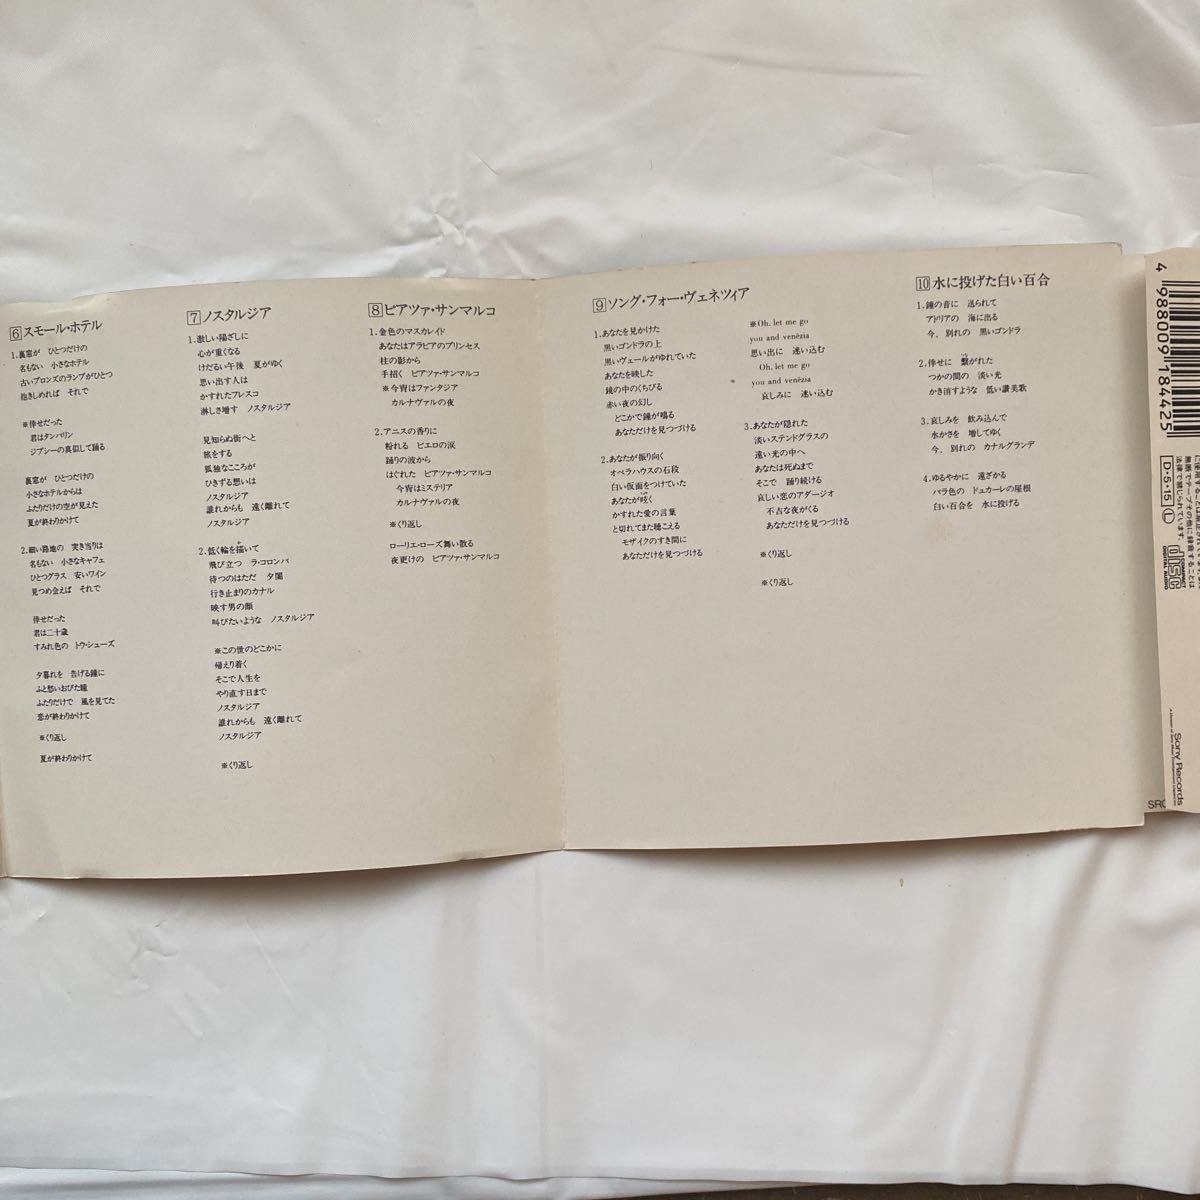 6 スモール・ホテル
1.裏窓が ひとつだけの
名もない 小さなホテル
古いブロンズのランプがひとつ
抱きしめれば それで
※倖せだった
君はタンバリン
ジプシーの真似して踊る
裏窓が ひとつだけの
小さなホテルからは
ふたりだけの空が見えた
夏が終わりかけて
2.細い路地の 突き当りは
名もない 小さなキャフェ
ひとつグラス 安いワイン
見つめ会えば それで
倖せだった
君は二十歳
すみれ色の トウ・シューズ
夕暮れを 告げる鐘に
ふと愁いおびた瞳
ふたりだけで 風を見てた
恋が終わりかけて
※くり返し
夏が終わりかけて
7 ノスタルジア
1.激しい陽ざしに
心が重くなる
けだるい午後 夏がゆく
思い出す人は
かすれたフレスコ
淋しさ増す ノスタルジア
見知らぬ街へと
旅をする
孤独なこころが
ひきずる想いは
ノスタルジア
誰れからも 遠く離れて
ノスタルジア
2.低く輪を描いて
飛び立つ ラ・コロンバ
待つのはただ 夕闇
行き止まりのカナル
映す男の顔
叫びたいような ノスタルジア
※この世のどこかに
帰えり着く
そこで人生を
やり直す日まで
ノスタルジア
誰れからも 遠く離れて
ノスタルジア
※くり返し
8 ピアツァ・サンマルコ
1.金色のマスカレイド
あなたはアラビアのプリンセス
柱の影から
手招く ピアツァ・サンマルコ
※今宵はファンタジア
カルナヴァルの夜
2.アニスの香りに
粉れる ピエロの涙
踊りの波から
はぐれた ピアツァ・サンマルコ
今宵はミステリア
カルナヴァルの夜
※くり返し
ローリエ・ローズ舞い散る
夜更けの ピアツァ・サンマルコ
9 ソング・フォー・ヴェネツィア
1.あなたを見かけた
黒いゴンドラの上
黒いヴェールがゆれていた
あなたを映した
鏡の中のくちびる
赤い夜の幻し
どこかで鐘が鳴る
あなただけを見つづける
2.あなたが振り向く
オペラハウスの石段
白い仮面をつけていた
あなたが呟く
かすれた愛の言葉
と切れてまた聴こえる
モザイクのすき間に
あなただけを見つづける
※Oh, let me go
you and venēzia
思い出に 迷い込む
Oh, let me go
you and venēzia
哀しみに 迷い込む
3.あなたが隠れた
淡いステンドグラスの
遠い光の中へ
あなたは死ぬまで
そこで 踊り続ける
哀しい恋のアダージオ
不吉な夜がくる
あなただけを見つづける
※くり返し
※くり返し
10 水に投げた白い百合
1.鐘の音に 送られて
アドリアの 海に出る
今、別れの 黒いゴンドラ
2.倖せに 繋がれた
つかの間の 淡い光
かき消すような 低い讃美歌
3.哀しみを 飲み込んで
水かさを 増してゆく
今、別れの カナルグランデ
4.ゆるやかに 遠ざかる
バラ色の ドュカーレの屋根
白い百合を 水に投げる
4 988009 184425
無断でテープその他に録音することは
法律で禁じられています。
D・5・15 L
COMPACT
disc
DIGITAL AUDIO
Sony Records